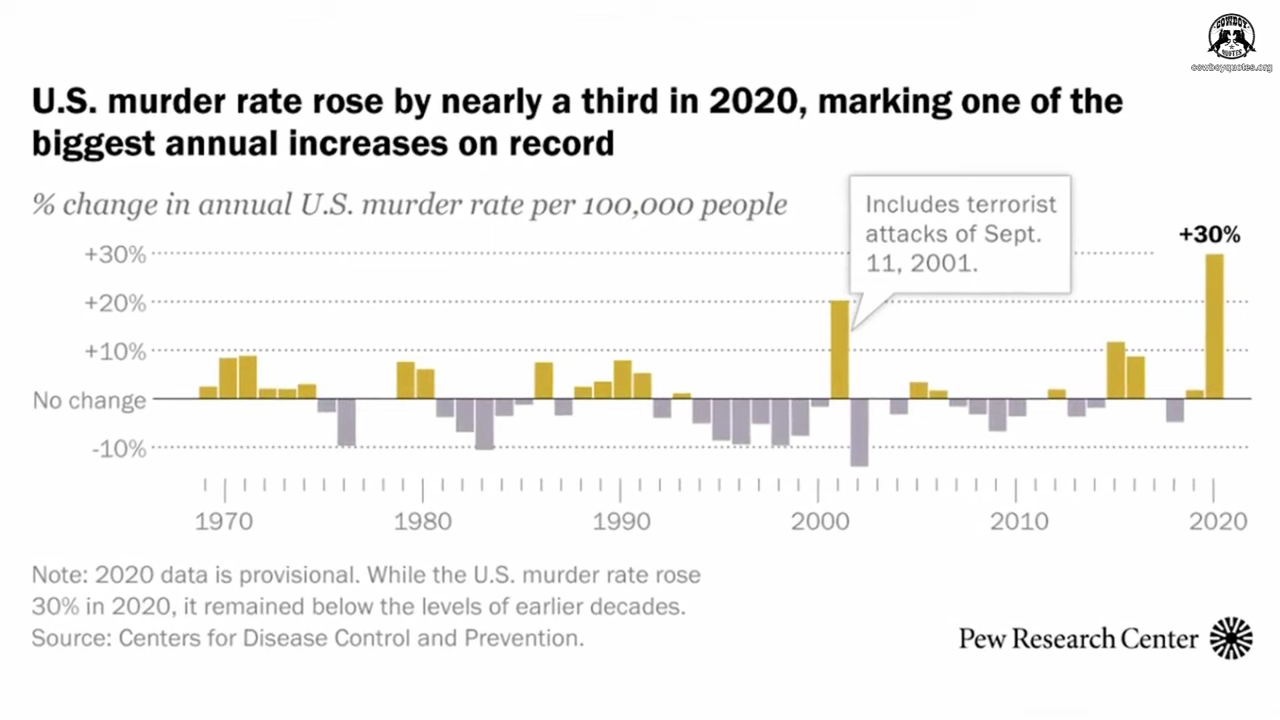 COWBOY
QUOTES
cowboyquotes.org
U.S. murder rate rose by nearly a third in 2020, marking one of the
biggest annual increases on record
% change in annual U.S. murder rate per 100,000 people
Includes terrorist
attacks of Sept.
11, 2001.
+30%
+30%
+20%
+10%
No change
-10%
1970 1980 1990 2000 2010 2020
Note: 2020 data is provisional. While the U.S. murder rate rose
30% in 2020, it remained below the levels of earlier decades.
Source: Centers for Disease Control and Prevention.
Pew Research Center